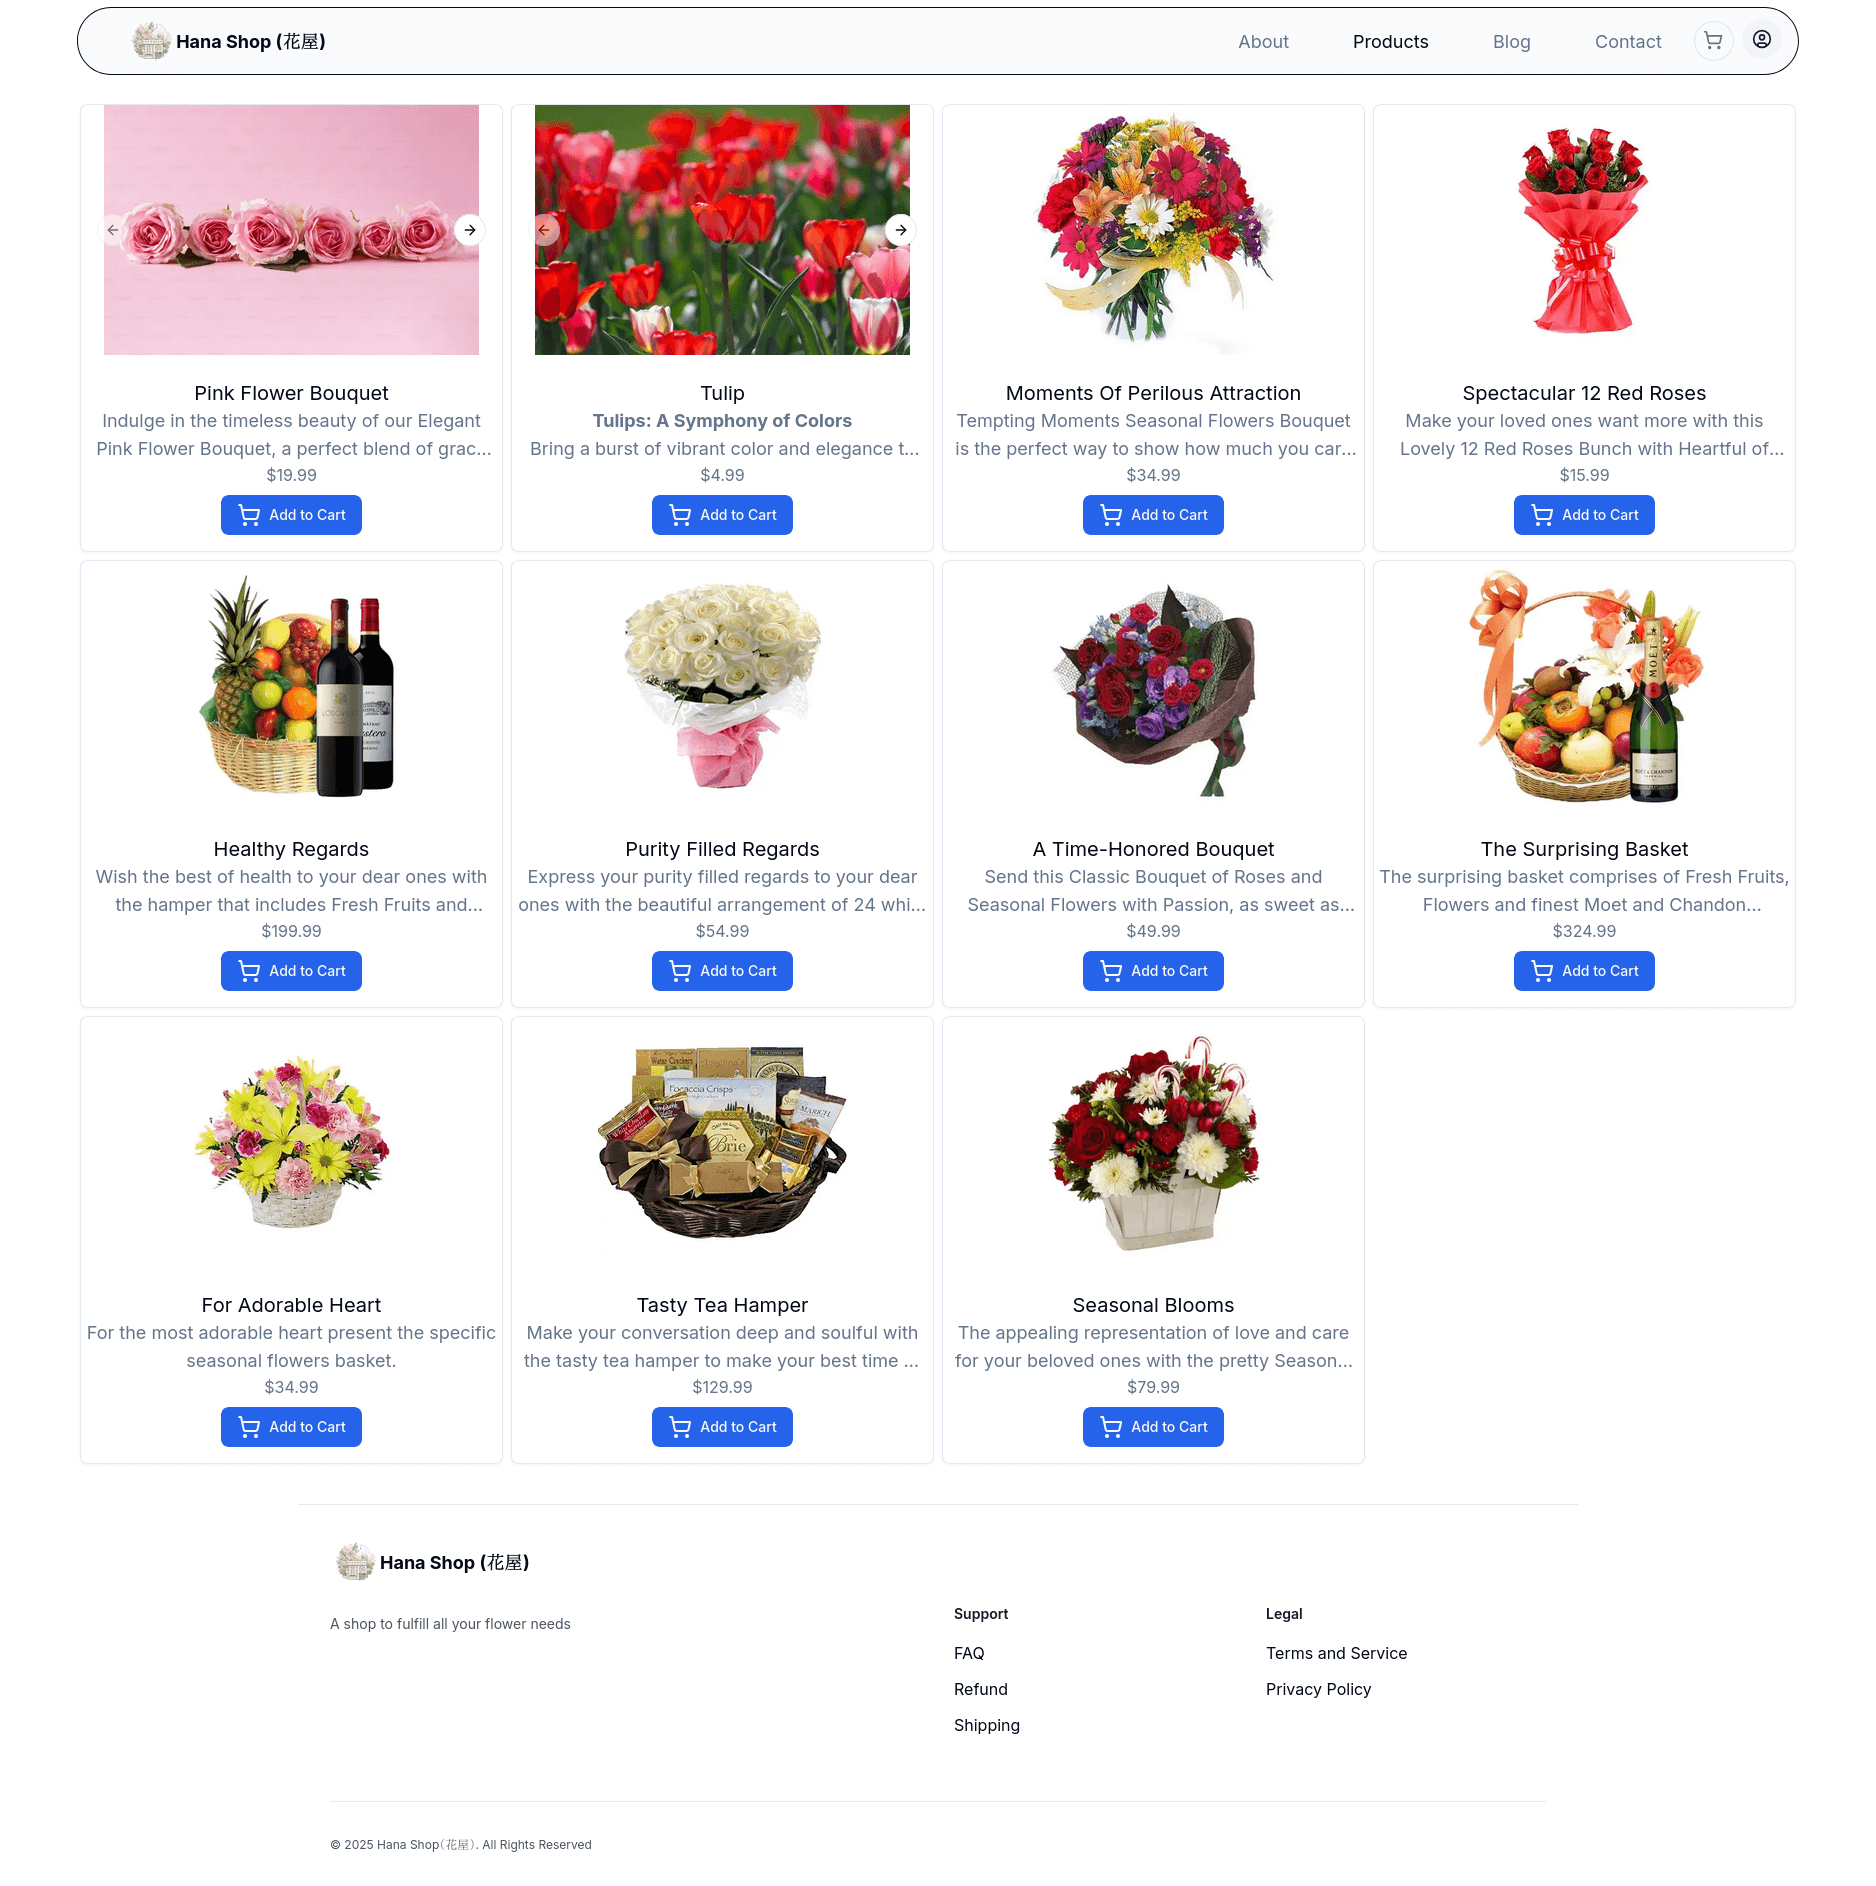 Hana Shop (花屋)
About
Products
Blog
Contact
Pink Flower Bouquet
Indulge in the timeless beauty of our Elegant
Pink Flower Bouquet, a perfect blend of grac...
$19.99
Add to Cart
Tulip
Tulips: A Symphony of Colors
Bring a burst of vibrant color and elegance t...
$4.99
Add to Cart
Moments Of Perilous Attraction
Tempting Moments Seasonal Flowers Bouquet
is the perfect way to show how much you car...
$34.99
Add to Cart
Spectacular 12 Red Roses
Make your loved ones want more with this
Lovely 12 Red Roses Bunch with Heartful of...
$15.99
Add to Cart
Healthy Regards
Wish the best of health to your dear ones with
the hamper that includes Fresh Fruits and...
$199.99
Add to Cart
Purity Filled Regards
Express your purity filled regards to your dear
ones with the beautiful arrangement of 24 whi...
$54.99
Add to Cart
A Time-Honored Bouquet
Send this Classic Bouquet of Roses and
Seasonal Flowers with Passion, as sweet as...
$49.99
Add to Cart
MOËT
MOËT & CHANDON
The Surprising Basket
The surprising basket comprises of Fresh Fruits,
Flowers and finest Moet and Chandon...
$324.99
Add to Cart
For Adorable Heart
For the most adorable heart present the specific
seasonal flowers basket.
$34.99
Add to Cart
Water Crackers
Focaccia Crisps
Brie
Tasty Tea Hamper
Make your conversation deep and soulful with
the tasty tea hamper to make your best time ...
$129.99
Add to Cart
Seasonal Blooms
The appealing representation of love and care
for your beloved ones with the pretty Season...
$79.99
Add to Cart
Hana Shop (花屋)
A shop to fulfill all your flower needs
Support
FAQ
Refund
Shipping
Legal
Terms and Service
Privacy Policy
© 2025 Hana Shop（花屋）. All Rights Reserved